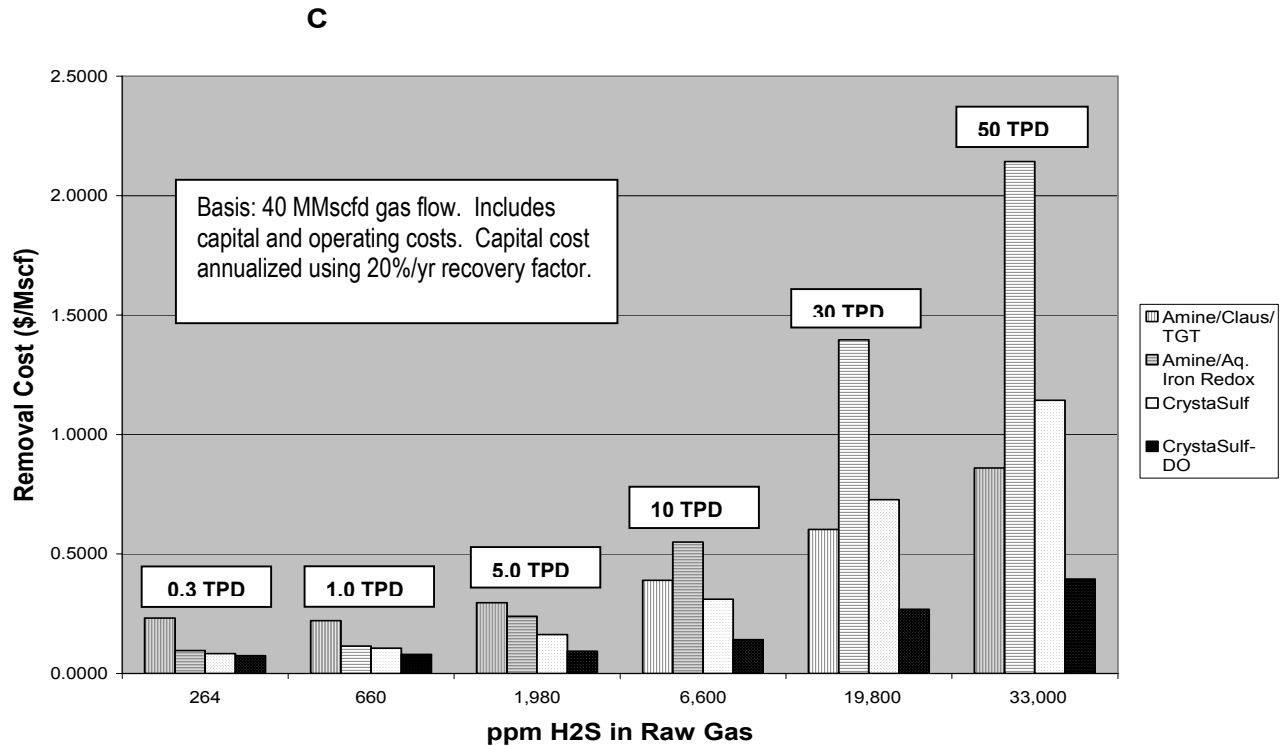 C
2.5000
2.0000
1.5000
1.0000
0.5000
0.0000
Removal Cost ($/Mscf)
Basis: 40 MMscfd gas flow. Includes
capital and operating costs. Capital cost
annualized using 20%/yr recovery factor.
0.3 TPD
1.0 TPD
5.0 TPD
10 TPD
30 TPD
50 TPD
264
660
1,980
6,600
19,800
33,000
ppm H2S in Raw Gas
Amine/Claus/
TGT
Amine/Aq.
Iron Redox
CrystaSulf
CrystaSulf-
DO